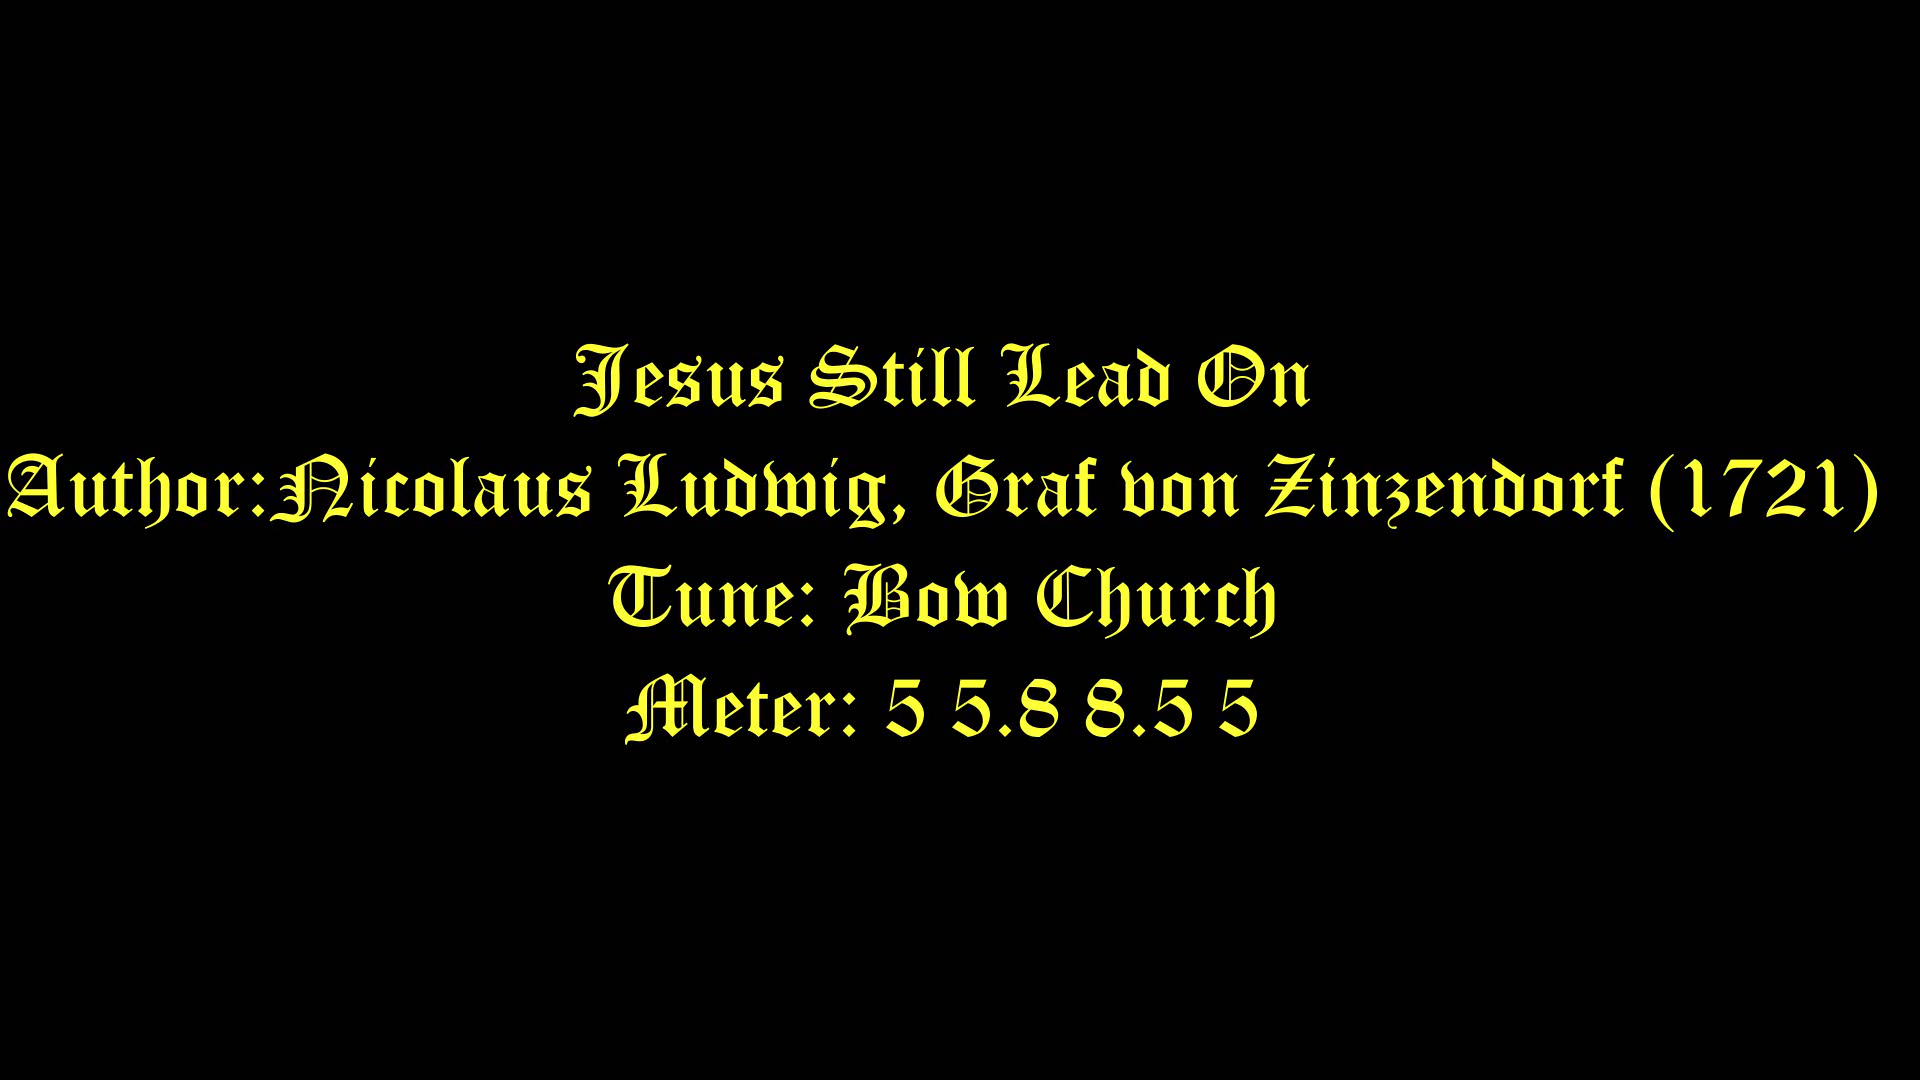 Jesus Still Lead On
Author:Nicolaus Ludwig, Graf von Zinzendorf (1721)
Tune: Bow Church
Meter: 5 5.8 8.5 5